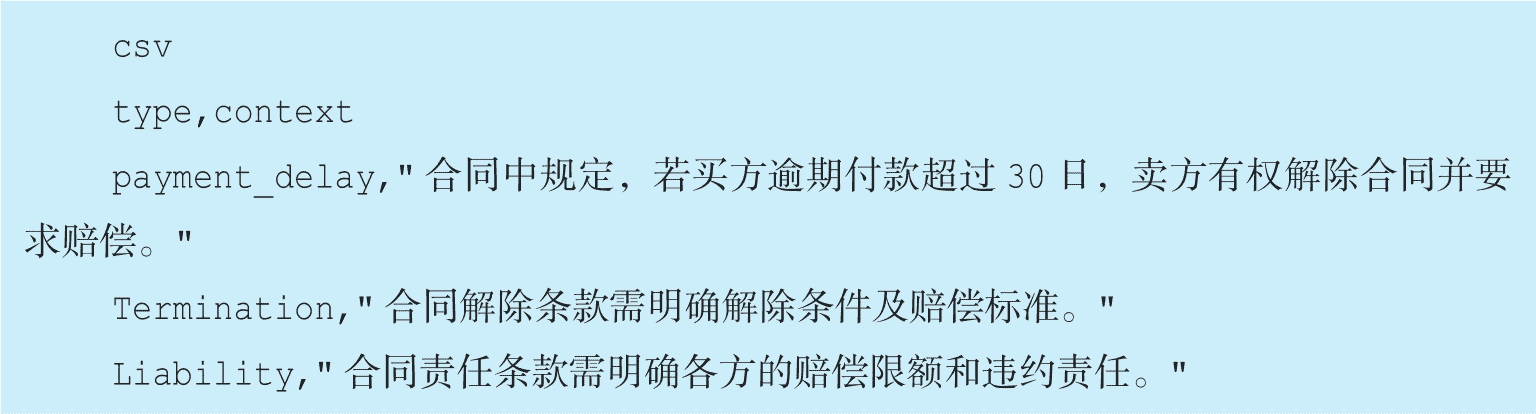 csv
type,context
payment_delay,"合同中规定，若买方逾期付款超过30日，卖方有权解除合同并要
求赔偿。"
Termination,"合同解除条款需明确解除条件及赔偿标准。"
Liability,"合同责任条款需明确各方的赔偿限额和违约责任。"